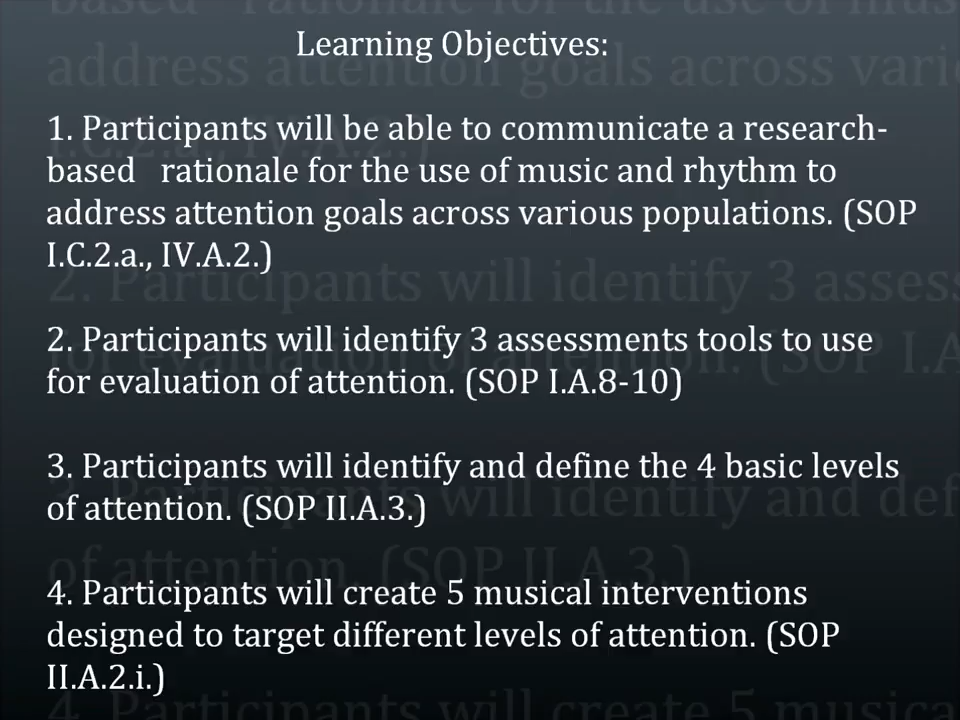 Learning Objectives:
1. Participants will be able to communicate a research-
based rationale for the use of music and rhythm to
address attention goals across various populations. (SOP
I.C.2.a., IV.A.2.)
2. Participants will identify 3 assessments tools to use
for evaluation of attention. (SOP I.A.8-10)
3. Participants will identify and define the 4 basic levels
of attention. (SOP II.A.3.)
4. Participants will create 5 musical interventions
designed to target different levels of attention. (SOP
II.A.2.i.)